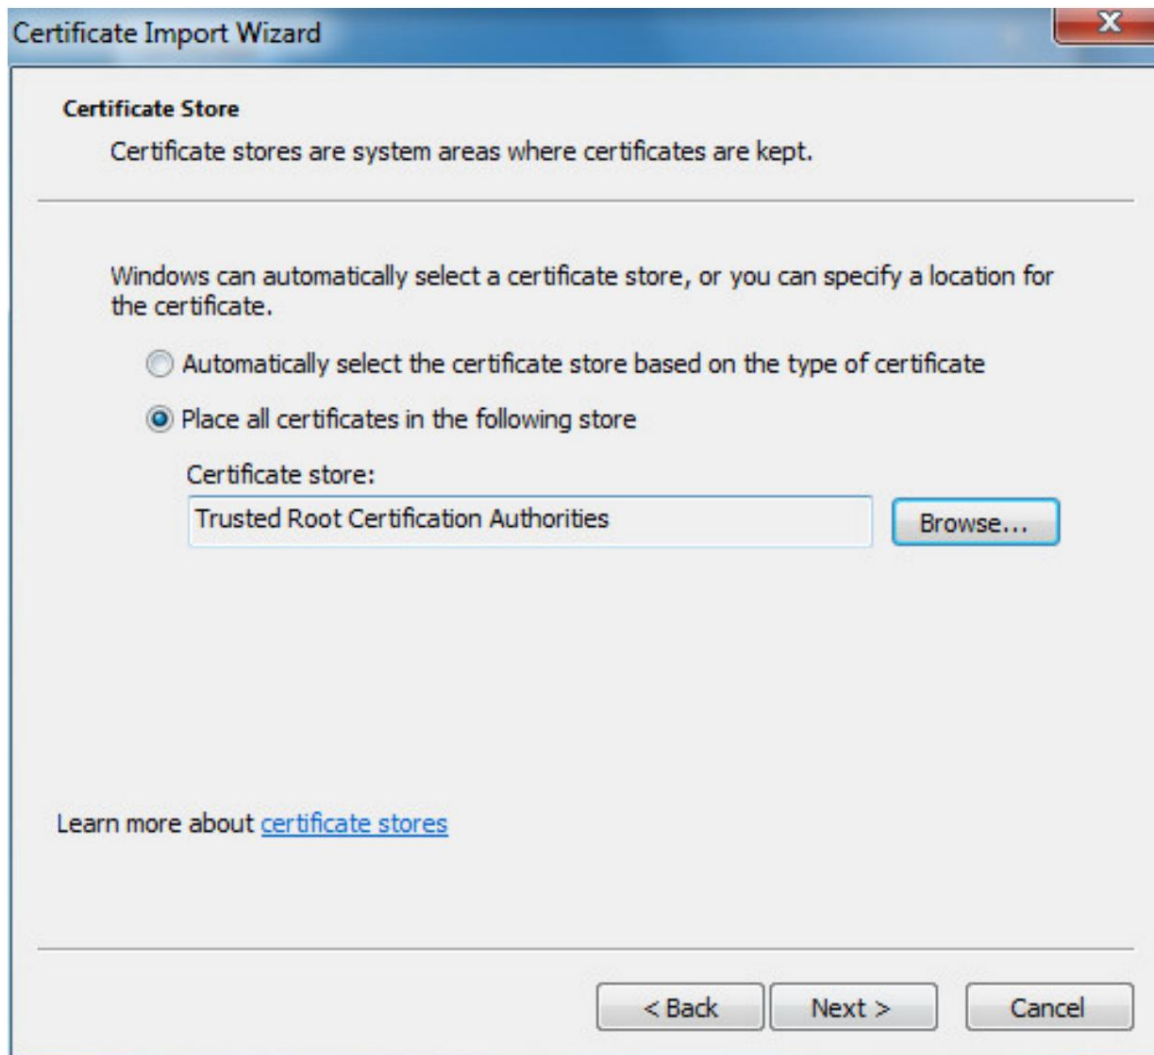 Certificate Import Wizard
X
Certificate Store
Certificate stores are system areas where certificates are kept.
Windows can automatically select a certificate store, or you can specify a location for
the certificate.
Automatically select the certificate store based on the type of certificate
Place all certificates in the following store
Certificate store:
Trusted Root Certification Authorities
Browse...
Learn more about certificate stores
< Back
Next >
Cancel